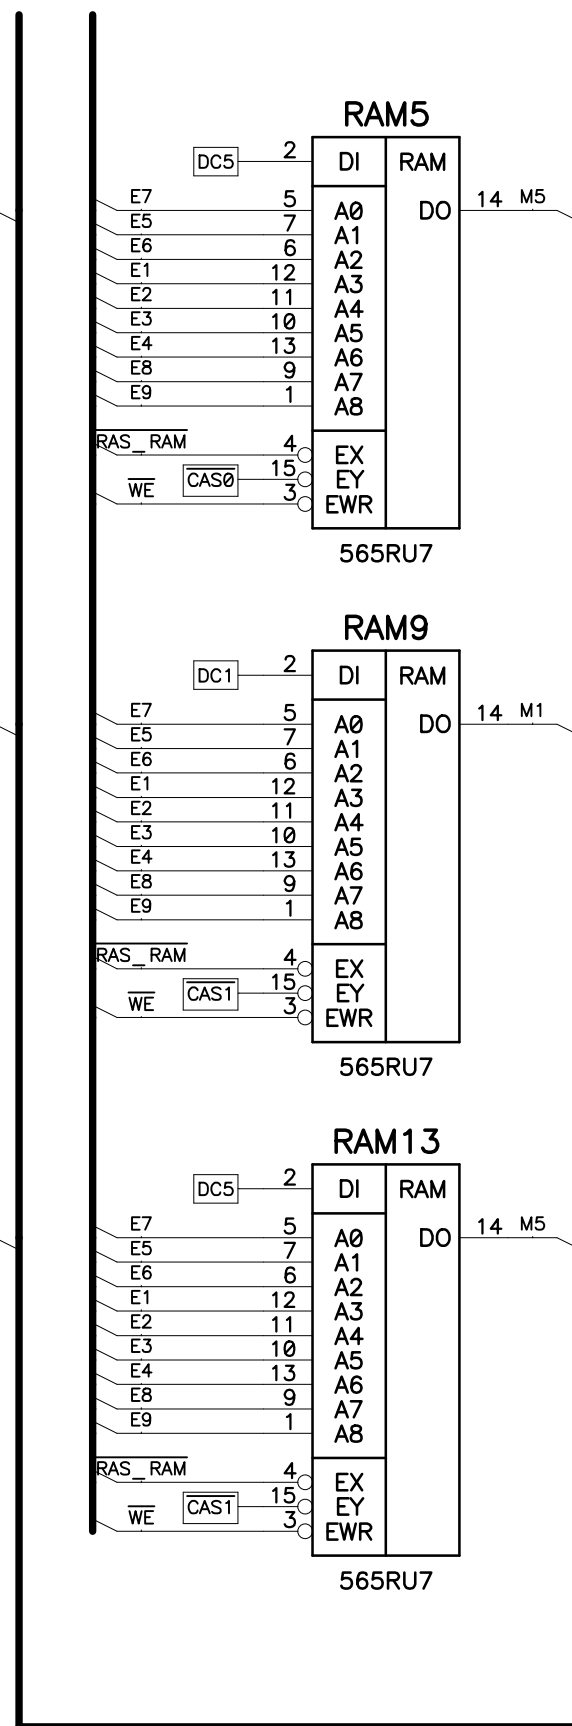 RAM5
DC5 2 DI RAM
E7 5 A0 DO 14 M5
E5 7 A1
E6 6 A2
E1 12 A3
E2 11 A4
E3 10 A5
E4 13 A6
E8 9 A7
E9 1 A8
RAS_RAM 4 EX
CAS0 15 EY
WE 3 EWR
565RU7
RAM9
DC1 2 DI RAM
E7 5 A0 DO 14 M1
E5 7 A1
E6 6 A2
E1 12 A3
E2 11 A4
E3 10 A5
E4 13 A6
E8 9 A7
E9 1 A8
RAS_RAM 4 EX
CAS1 15 EY
WE 3 EWR
565RU7
RAM13
DC5 2 DI RAM
E7 5 A0 DO 14 M5
E5 7 A1
E6 6 A2
E1 12 A3
E2 11 A4
E3 10 A5
E4 13 A6
E8 9 A7
E9 1 A8
RAS_RAM 4 EX
CAS1 15 EY
WE 3 EWR
565RU7